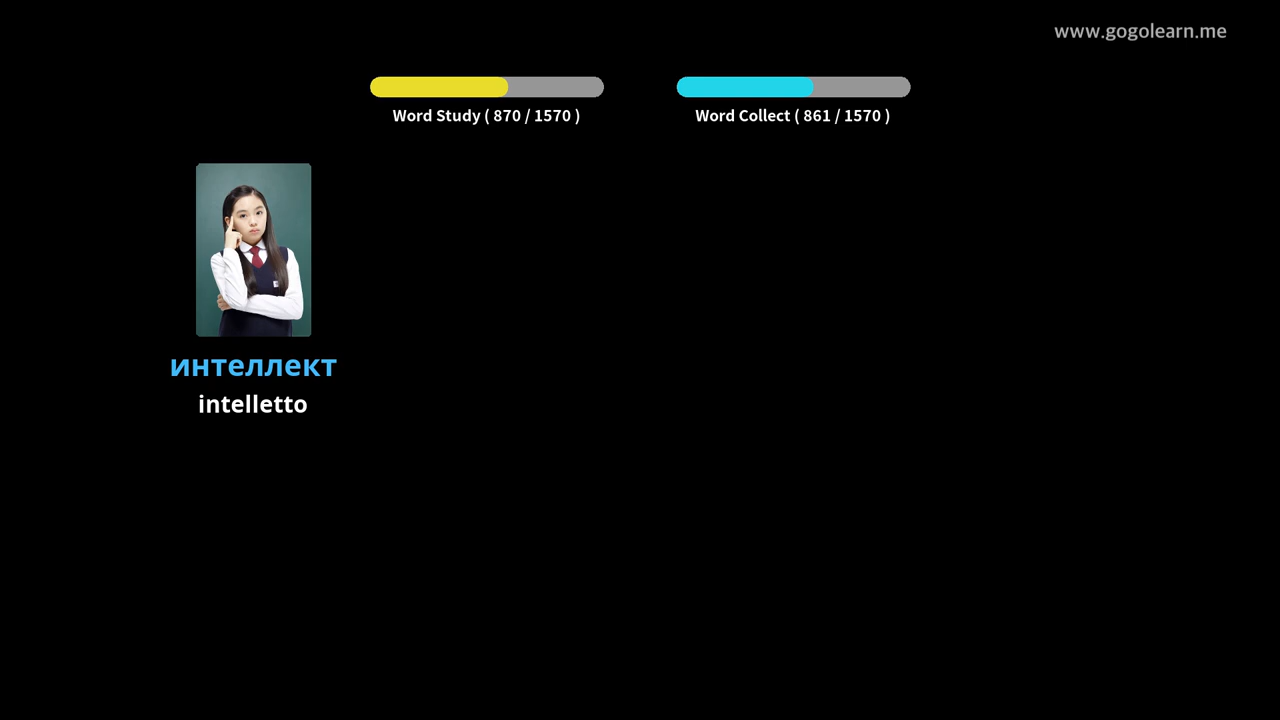 www.gogolearn.me
Word Study ( 870 / 1570 )
Word Collect ( 861 / 1570 )
интеллект
intelletto